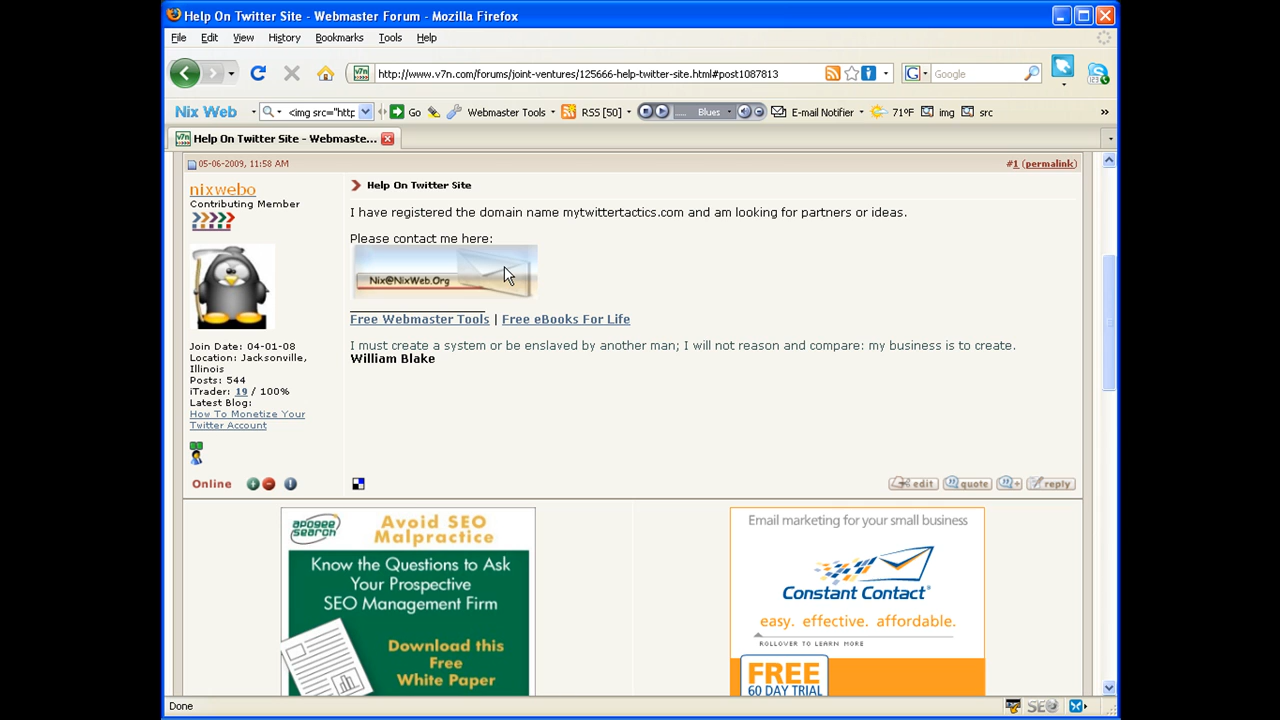 Help On Twitter Site - Webmaster Forum - Mozilla Firefox
File Edit View History Bookmarks Tools Help
http://www.v7n.com/forums/joint-ventures/125666-help-twitter-site.html#post1087813
Google
Nix Web <img src="http Go Webmaster Tools RSS [50] Blues E-mail Notifier 71°F img src
Help On Twitter Site - Webmaste...
05-06-2009, 11:58 AM #1 (permalink)
nixwebo
Contributing Member
Join Date: 04-01-08
Location: Jacksonville,
Illinois
Posts: 544
iTrader: 19 / 100%
Latest Blog:
How To Monetize Your
Twitter Account
Online
Help On Twitter Site
I have registered the domain name mytwittertactics.com and am looking for partners or ideas.
Please contact me here:
Nix@NixWeb.Org
Free Webmaster Tools | Free eBooks For Life
I must create a system or be enslaved by another man; I will not reason and compare: my business is to create.
William Blake
edit quote reply
apogee
search
Avoid SEO
Malpractice
Know the Questions to Ask
Your Prospective
SEO Management Firm
Download this
Free
White Paper
Email marketing for your small business
Constant Contact®
easy. effective. affordable.
ROLLOVER TO LEARN MORE
FREE
60 DAY TRIAL
Done
SEO